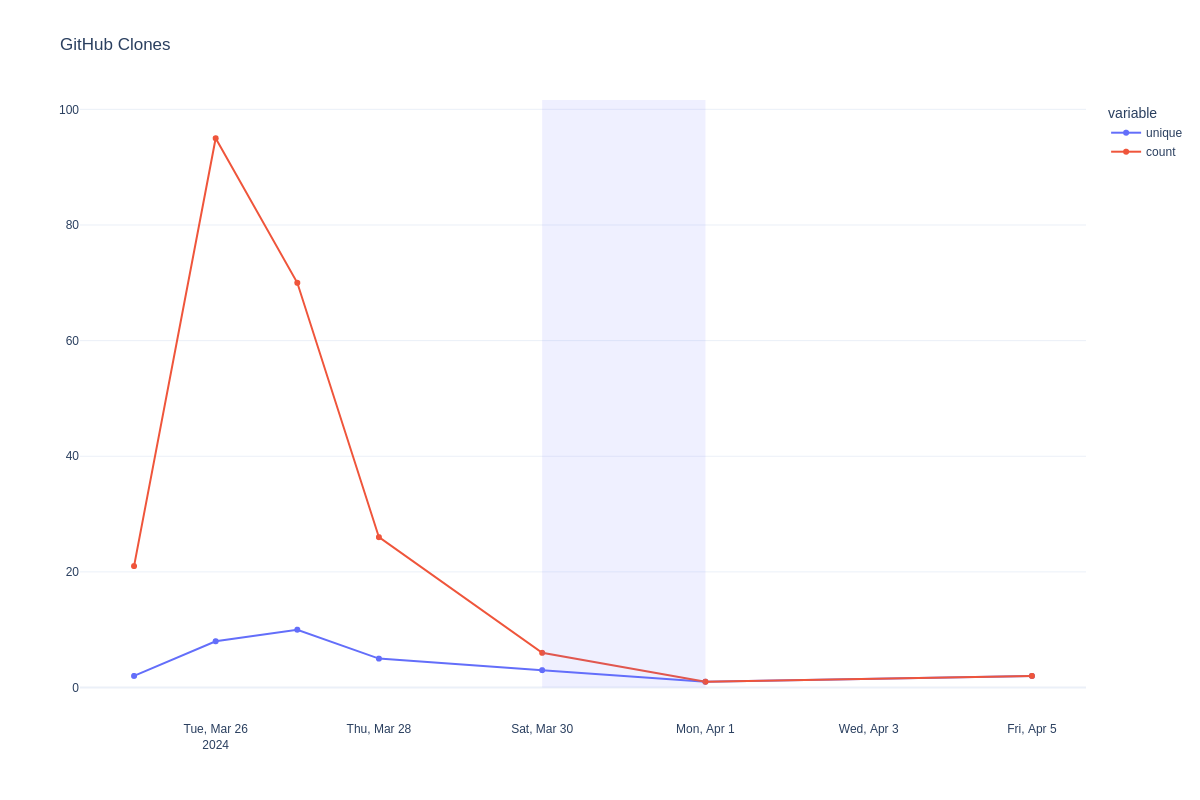 GitHub Clones
100
80
60
40
20
0
Tue, Mar 26
2024
Thu, Mar 28
Sat, Mar 30
Mon, Apr 1
Wed, Apr 3
Fri, Apr 5
variable
unique
count